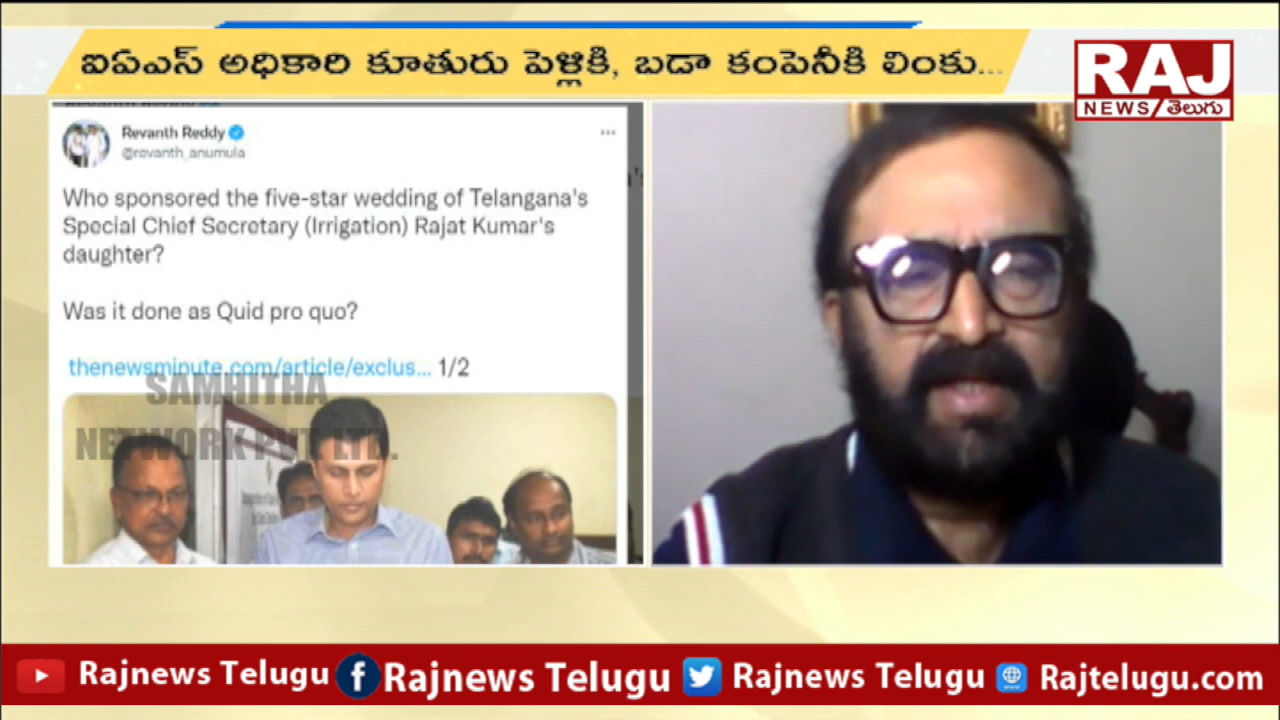 ఐఏఎస్ అధికారి కూతురు పెళ్లికి, బడా కంపెనీకి లింకు...
RAJ
NEWS తెలుగు
Revanth Reddy
@revanth_anumula
Who sponsored the five-star wedding of Telangana's
Special Chief Secretary (Irrigation) Rajat Kumar's
daughter?
Was it done as Quid pro quo?
thenewsminute.com/article/exclus... 1/2
SAMHITHA
NETWORK PVT. LTD.
Rajnews Telugu Rajnews Telugu Rajnews Telugu Rajtelugu.com